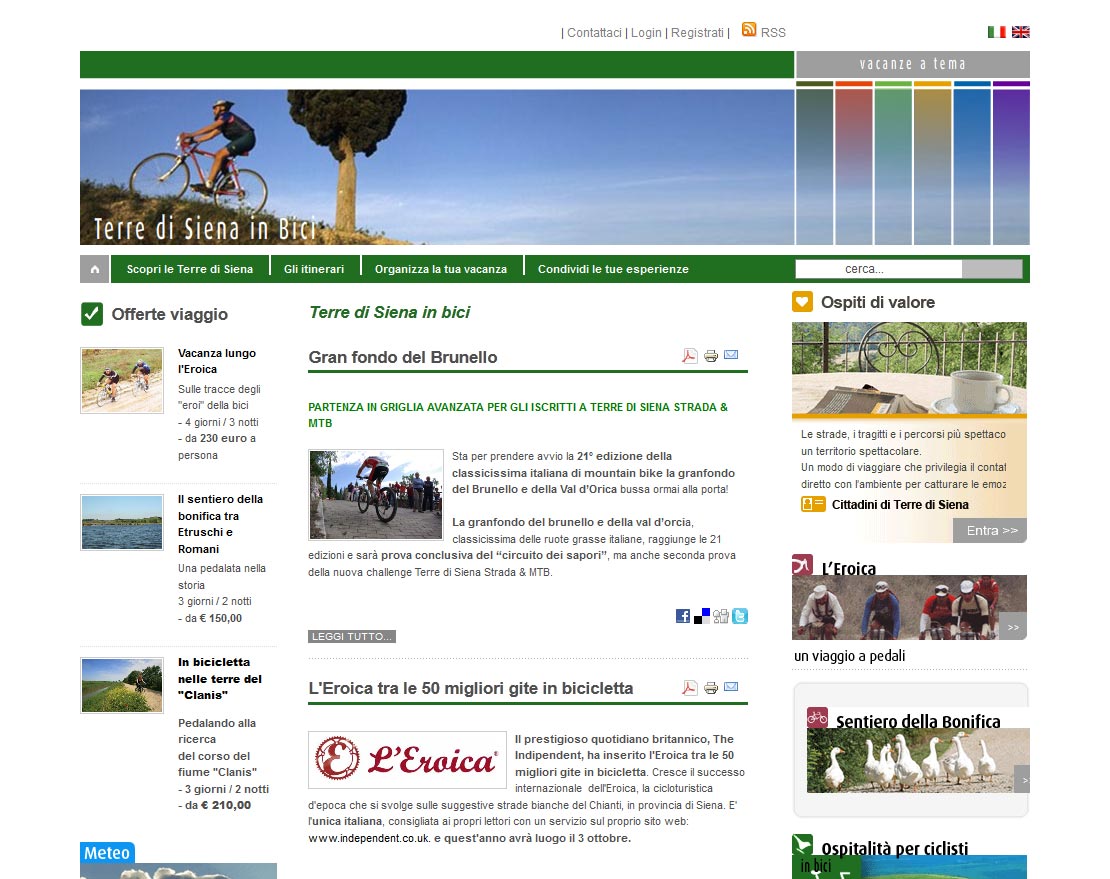 | Contattaci | Login | Registrati | RSS
vacanze a tema
Terre di Siena in Bici
Scopri le Terre di Siena
Gli itinerari
Organizza la tua vacanza
Condividi le tue esperienze
cerca...
Offerte viaggio
Vacanza lungo
l'Eroica
Sulle tracce degli
"eroi" della bici
- 4 giorni / 3 notti
- da 230 euro a
persona
Il sentiero della
bonifica tra
Etruschi e
Romani
Una pedalata nella
storia
3 giorni / 2 notti
- da € 150,00
In bicicletta
nelle terre del
"Clanis"
Pedalando alla
ricerca
del corso del
fiume "Clanis"
- 3 giorni / 2 notti
- da € 210,00
Meteo
Terre di Siena in bici
Gran fondo del Brunello
PARTENZA IN GRIGLIA AVANZATA PER GLI ISCRITTI A TERRE DI SIENA STRADA &
MTB
Sta per prendere avvio la 21° edizione della
classicissima italiana di mountain bike la granfondo
del Brunello e della Val d'Orica bussa ormai alla porta!
La granfondo del brunello e della val d'orcia,
classicissima delle ruote grasse italiane, raggiunge le 21
edizioni e sarà prova conclusiva del “circuito dei sapori”, ma anche seconda prova
della nuova challenge Terre di Siena Strada & MTB.
LEGGI TUTTO...
L'Eroica tra le 50 migliori gite in bicicletta
L'Eroica
Il prestigioso quotidiano britannico, The
Indipendent, ha inserito l'Eroica tra le 50
migliori gite in bicicletta. Cresce il successo
internazionale dell'Eroica, la cicloturistica
d'epoca che si svolge sulle suggestive strade bianche del Chianti, in provincia di Siena. E'
l'unica italiana, consigliata ai propri lettori con un servizio sul proprio sito web:
www.independent.co.uk. e quest'anno avrà luogo il 3 ottobre.
Ospiti di valore
Le strade, i tragitti e i percorsi più spettaco
un territorio spettacolare.
Un modo di viaggiare che privilegia il contat
diretto con l'ambiente per catturare le emoz
Cittadini di Terre di Siena
Entra >>
L'Eroica
>>
un viaggio a pedali
Sentiero della Bonifica
>
Ospitalità per ciclisti
in bici